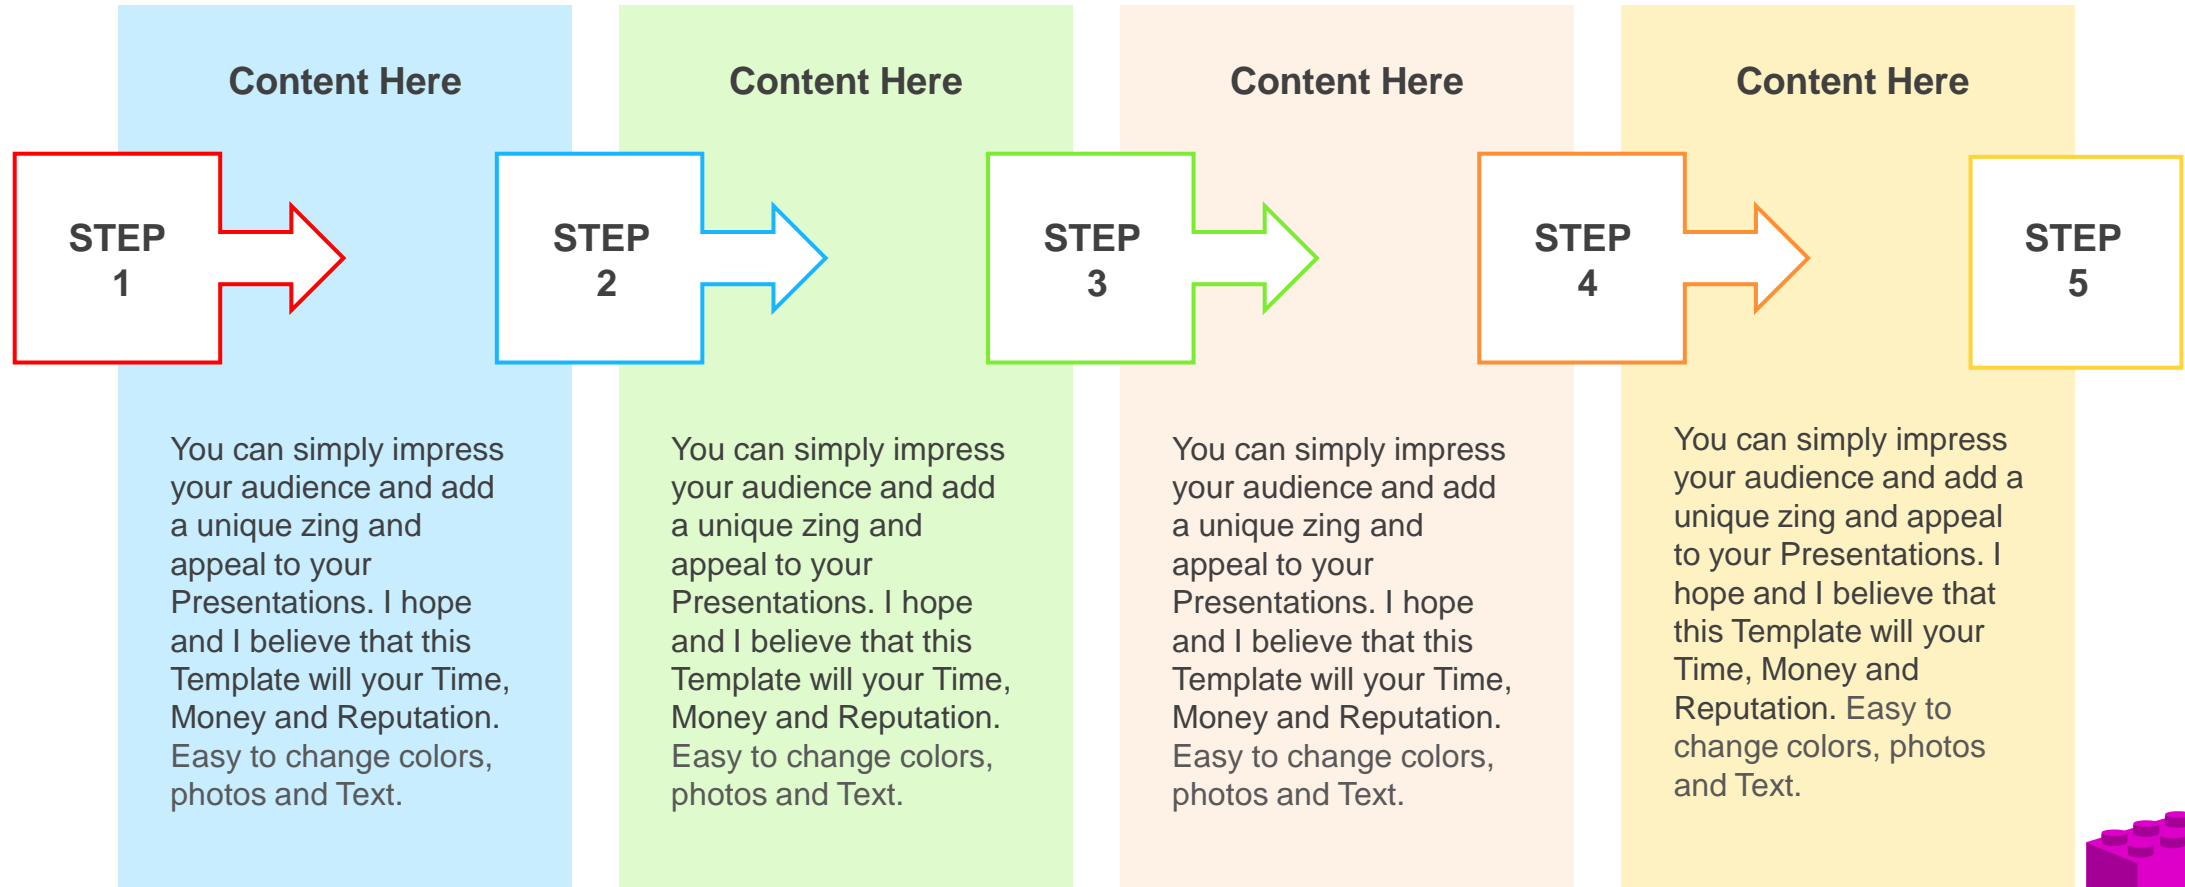 Content Here
Content Here
Content Here
Content Here
STEP
1
STEP
2
STEP
3
STEP
4
STEP
5
You can simply impress
your audience and add
a unique zing and
appeal to your
Presentations. I hope
and I believe that this
Template will your Time,
Money and Reputation.
Easy to change colors,
photos and Text.
You can simply impress
your audience and add
a unique zing and
appeal to your
Presentations. I hope
and I believe that this
Template will your Time,
Money and Reputation.
Easy to change colors,
photos and Text.
You can simply impress
your audience and add
a unique zing and
appeal to your
Presentations. I hope
and I believe that this
Template will your Time,
Money and Reputation.
Easy to change colors,
photos and Text.
You can simply impress
your audience and add a
unique zing and appeal
to your Presentations. I
hope and I believe that
this Template will your
Time, Money and
Reputation. Easy to
change colors, photos
and Text.